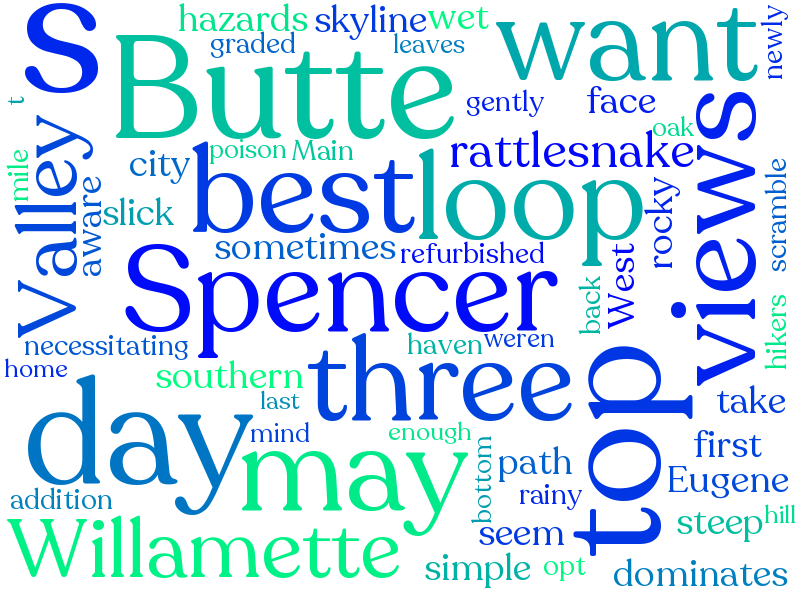 s
hazards
skyline
wet
want
newly
graded
leaves
Butte
gently
face
t
Valley
views
oak
poison
Main
rattlesnake
mile
city
best
loop
aware
slick
rocky
scramble
sometimes
refurbished
West
Spencer
back
hikers
necessitating
haven
weren
home
southern
three
top
last
take
day
mind
enough
first
may
bottom
path
Eugene
addition
rainy
steep
hill
Willamette
seem
simple
opt
dominates